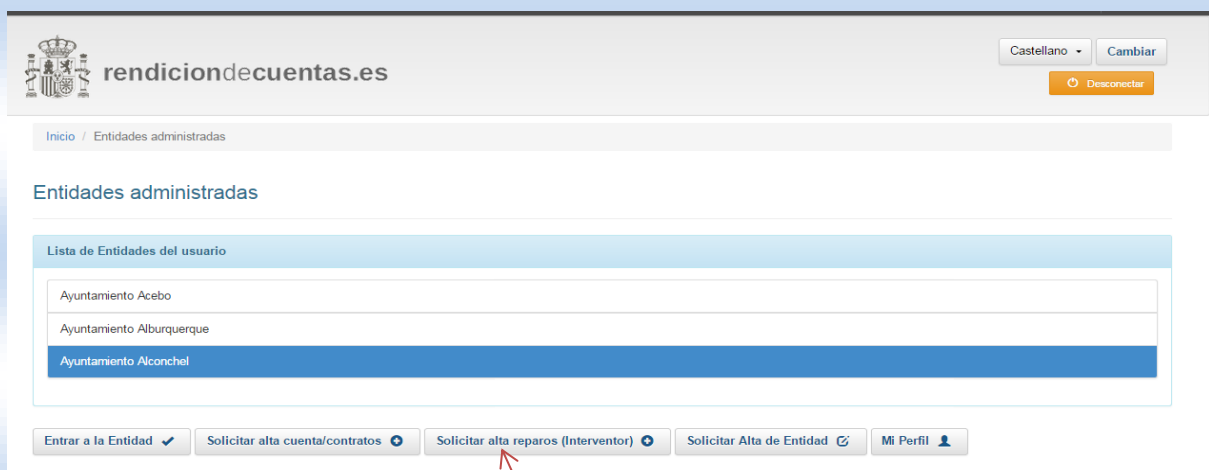 Castellano Cambiar
rendiciondecuentas.es
Desconectar
Inicio / Entidades administradas
Entidades administradas
Lista de Entidades del usuario
Ayuntamiento Acebo
Ayuntamiento Alburquerque
Ayuntamiento Alconchel
Entrar a la Entidad Solicitar alta cuenta/contratos Solicitar alta reparos (Interventor) Solicitar Alta de Entidad Mi Perfil